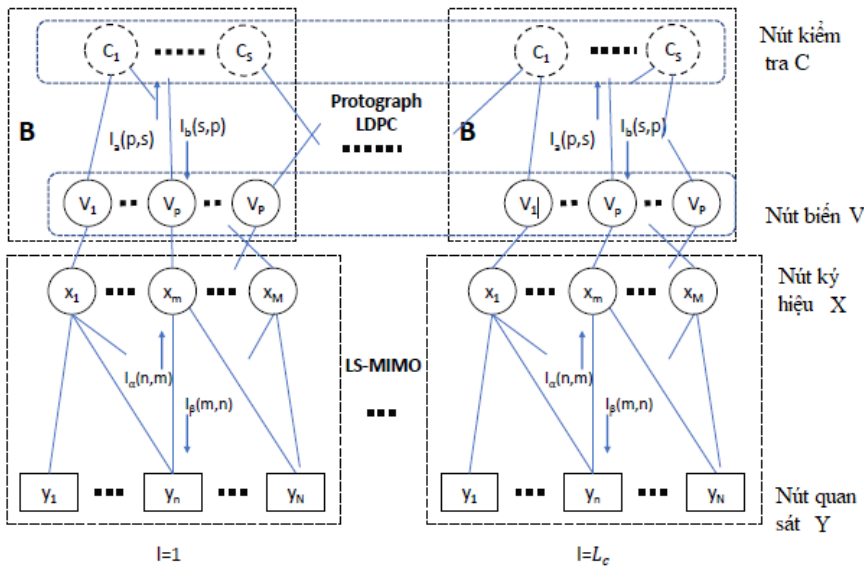 C1 ...... CS
C1 ...... CS
Nút kiểm
tra C
Protograph
LDPC
......
B
Ia(p,s)
Ib(s,p)
B
Ia(p,s)
Ib(s,p)
V1 .. Vp .. VP
V1 .. Vp .. VP
Nút biến V
x1 ... xm ... xM
x1 ... xm ... xM
Nút ký
hiệu X
LS-MIMO
...
Iα(n,m)
Iβ(m,n)
Iα(n,m)
Iβ(m,n)
y1 ... yn ... yN
y1 ... yn ... yN
Nút quan
sát Y
l=1
l=Lc